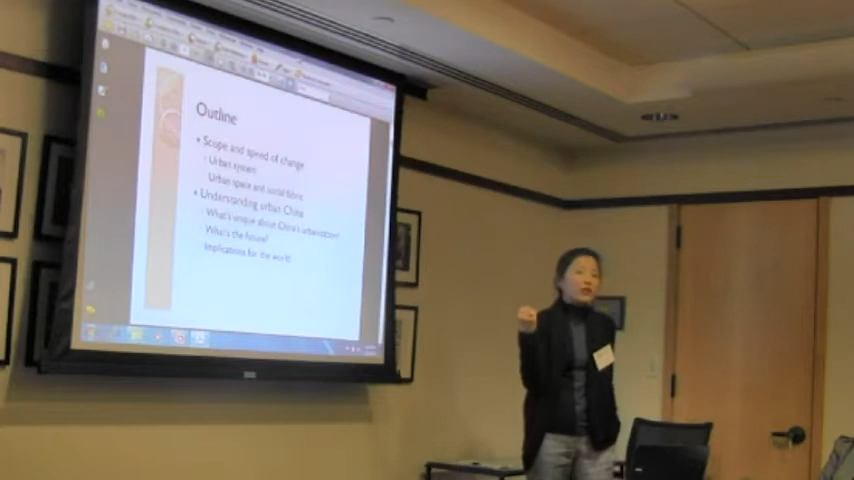 Outline
Scope and speed of change
Urban system
Urban space and social fabric
Understanding urban China
What's unique about China's urbanization?
What's the future?
Implications for the world